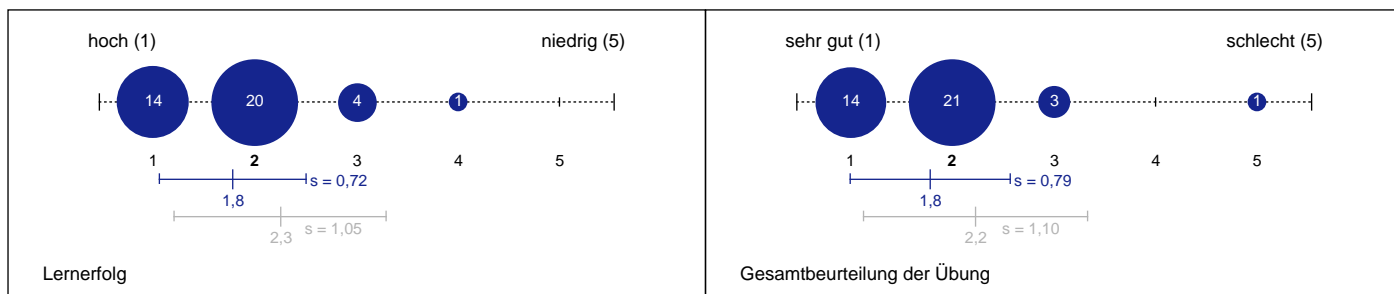 hoch (1) niedrig (5)
14 20 4 1
1 2 3 4 5
s = 0,72
1,8
s = 1,05
2,3
Lernerfolg
sehr gut (1) schlecht (5)
14 21 3 1
1 2 3 4 5
s = 0,79
1,8
s = 1,10
2,2
Gesamtbeurteilung der Übung